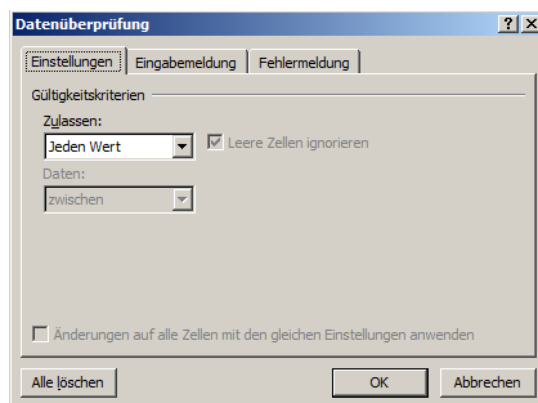 Datenüberprüfung
Einstellungen Eingabemeldung Fehlermeldung
Gültigkeitskriterien
Zulassen:
Jeden Wert Leere Zellen ignorieren
Daten:
zwischen
Änderungen auf alle Zellen mit den gleichen Einstellungen anwenden
Alle löschen OK Abbrechen